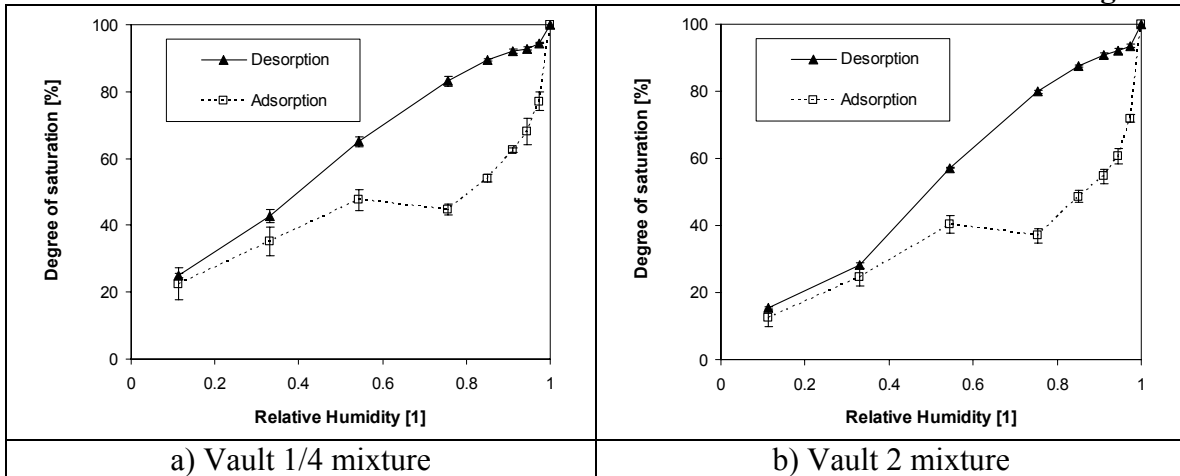 100
80
60
40
20
0
Degree of saturation [%]
Desorption
Adsorption
0 0.2 0.4 0.6 0.8 1
Relative Humidity [1]
a) Vault 1/4 mixture
100
80
60
40
20
0
Degree of saturation [%]
Desorption
Adsorption
0 0.2 0.4 0.6 0.8 1
Relative Humidity [1]
b) Vault 2 mixture